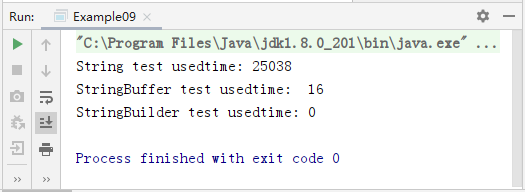 Run: Example09
"C:\Program Files\Java\jdk1.8.0_201\bin\java.exe" ...
String test usedtime: 25038
StringBuffer test usedtime:  16
StringBuilder test usedtime: 0
Process finished with exit code 0